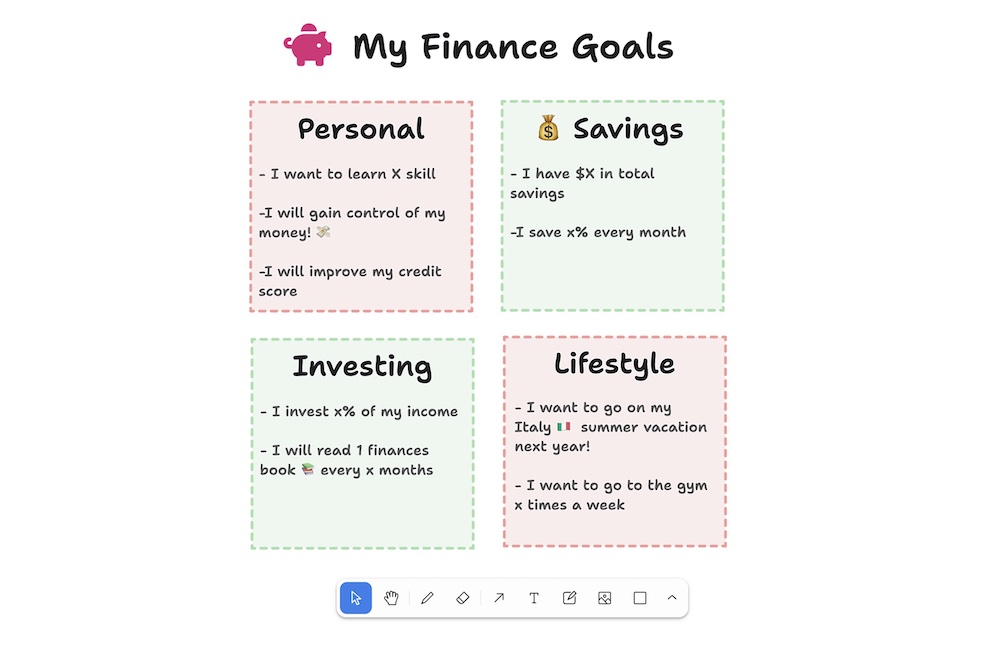 My Finance Goals
Personal
- I want to learn X skill
-I will gain control of my
money! 💸
-I will improve my credit
score
💰 Savings
- I have $X in total
savings
-I save x% every month
Investing
- I invest x% of my income
- I will read 1 finances
book 📚 every x months
Lifestyle
- I want to go on my
Italy 🇮🇹 summer vacation
next year!
- I want to go to the gym
x times a week
T